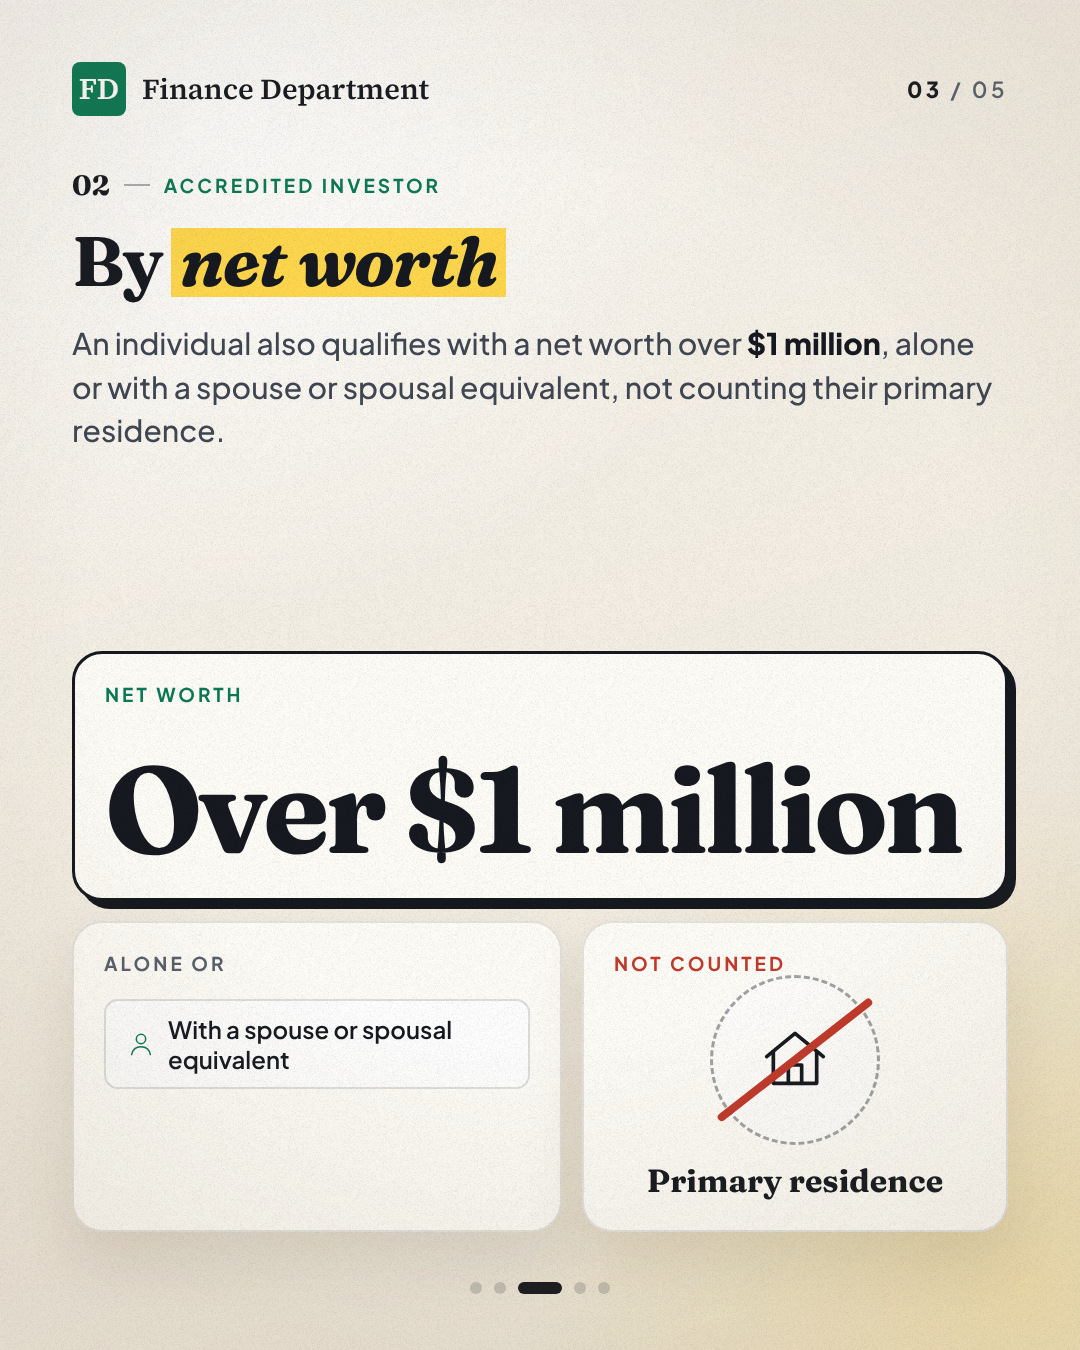 FD Finance Department
03 / 05
02 — ACCREDITED INVESTOR
By net worth
An individual also qualifies with a net worth over $1 million, alone
or with a spouse or spousal equivalent, not counting their primary
residence.
NET WORTH
Over $1 million
ALONE OR
With a spouse or spousal
equivalent
NOT COUNTED
Primary residence